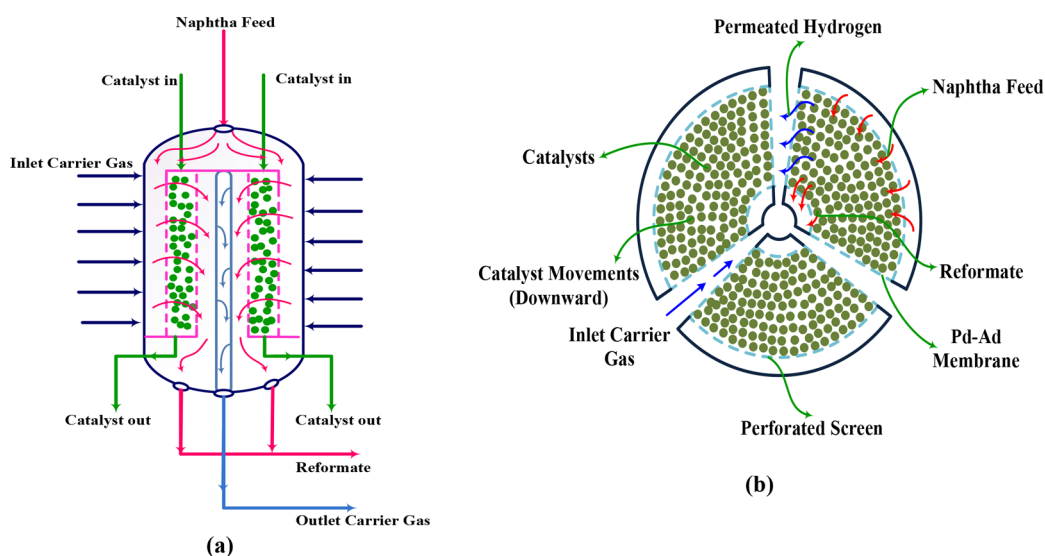 Naphtha Feed
Catalyst in
Catalyst in
Inlet Carrier Gas
Catalyst out
Catalyst out
Reformate
Outlet Carrier Gas
(a)
Permeated Hydrogen
Naphtha Feed
Catalysts
Catalyst Movements
(Downward)
Reformate
Inlet Carrier
Gas
Pd-Ad
Membrane
Perforated Screen
(b)